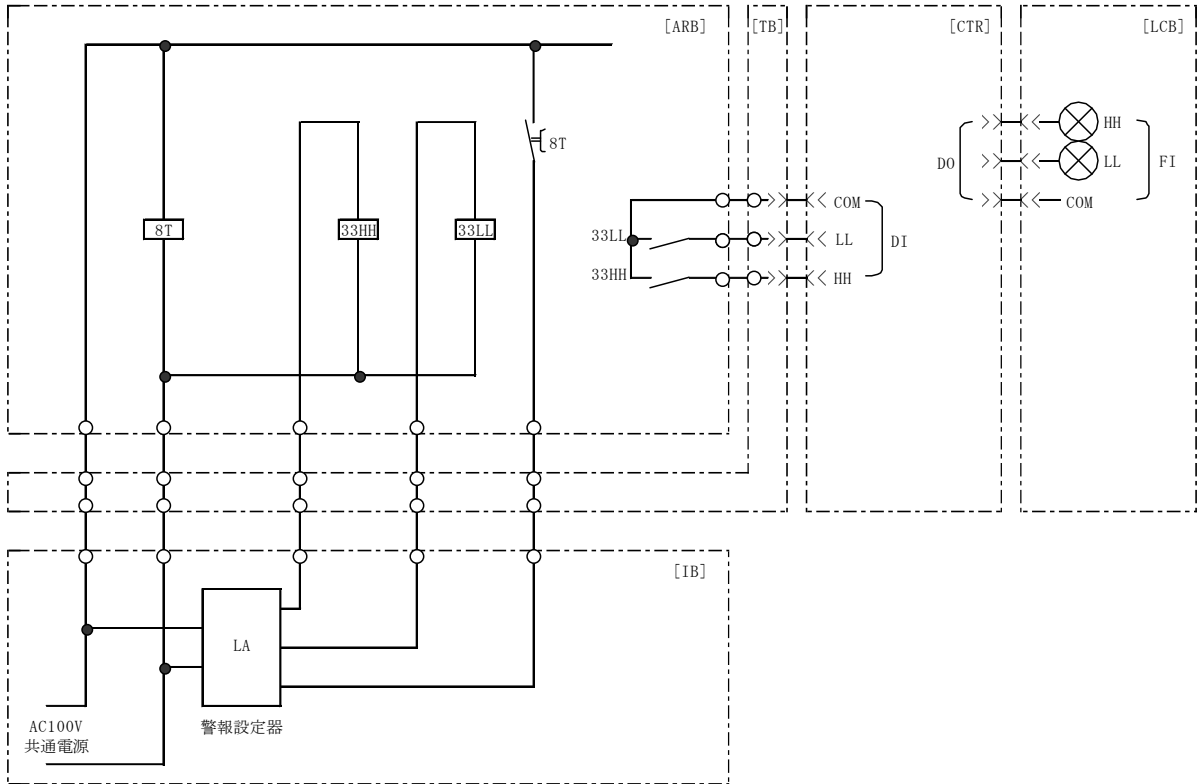 [ARB]
[TB]
[CTR]
[LCB]
8T
33HH
33LL
8T
33LL
33HH
COM
LL
HH
DI
DO
HH
LL
COM
FI
[IB]
LA
警報設定器
AC100V
共通電源